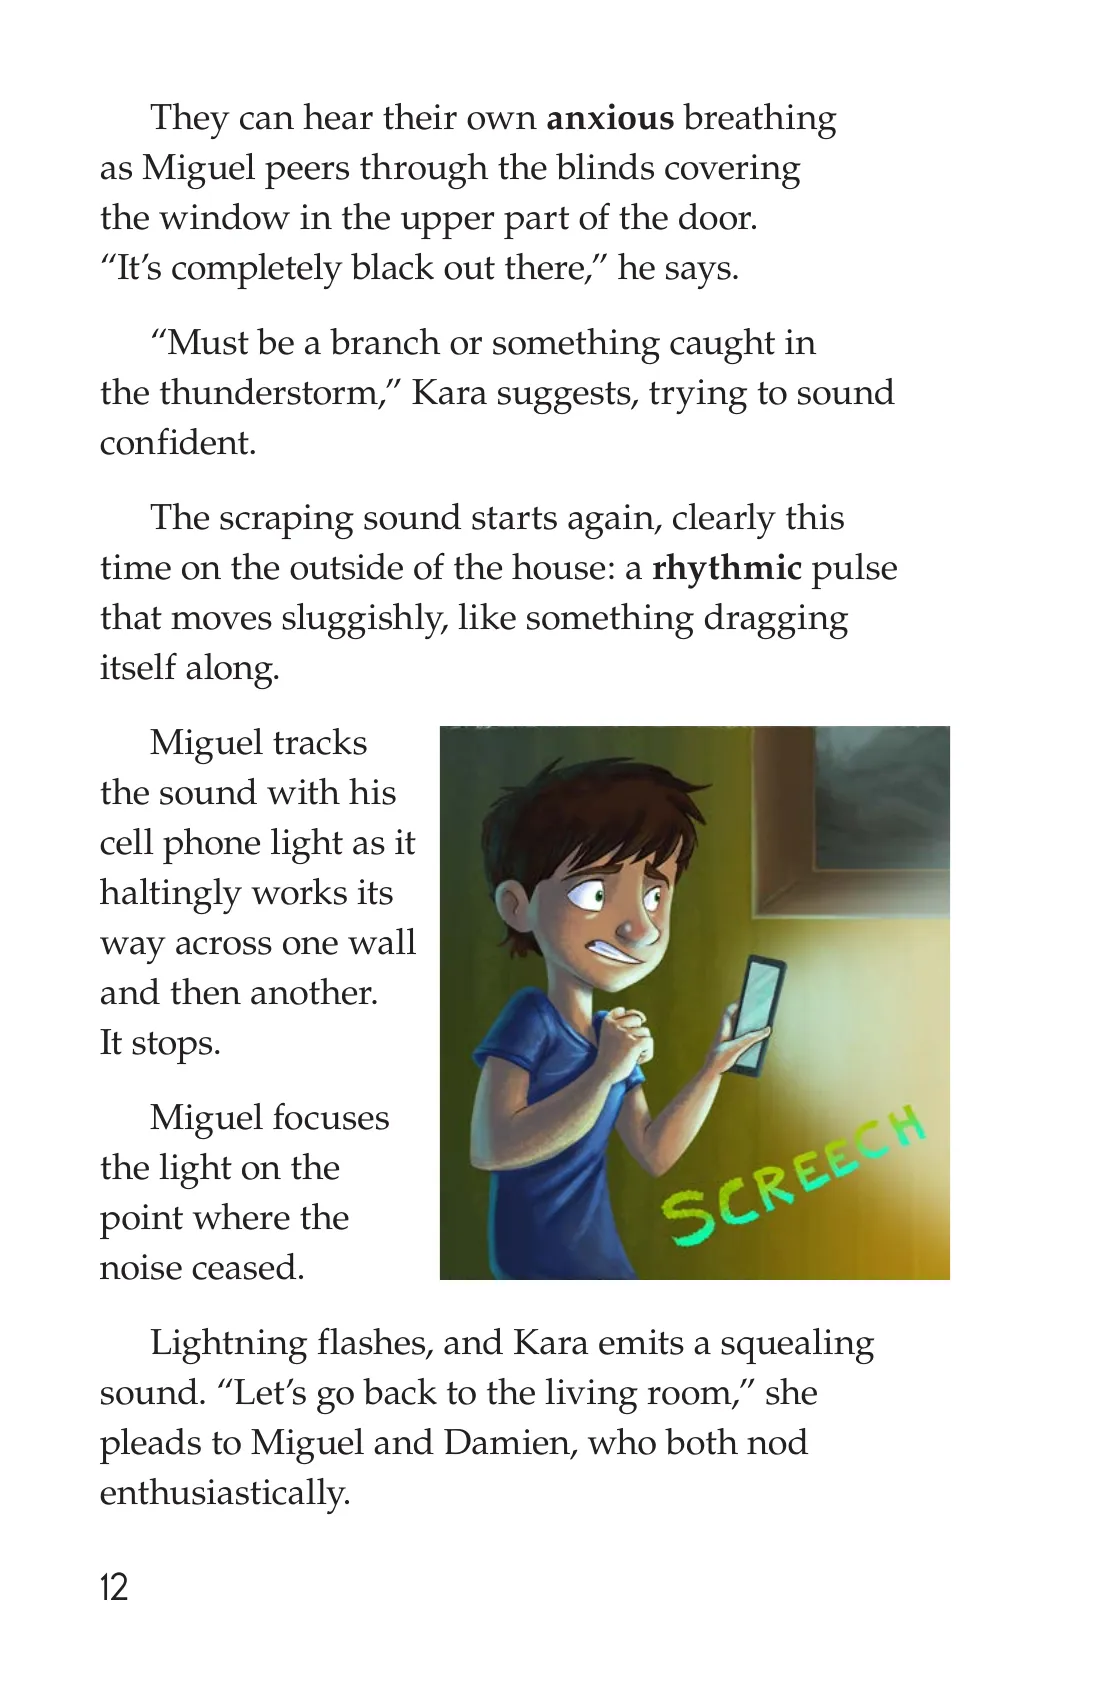 They can hear their own anxious breathing
as Miguel peers through the blinds covering
the window in the upper part of the door.
“It’s completely black out there,” he says.
“Must be a branch or something caught in
the thunderstorm,” Kara suggests, trying to sound
confident.
The scraping sound starts again, clearly this
time on the outside of the house: a rhythmic pulse
that moves sluggishly, like something dragging
itself along.
Miguel tracks
the sound with his
cell phone light as it
haltingly works its
way across one wall
and then another.
It stops.
Miguel focuses
the light on the
point where the
noise ceased.
SCREECH
Lightning flashes, and Kara emits a squealing
sound. “Let’s go back to the living room,” she
pleads to Miguel and Damien, who both nod
enthusiastically.
12